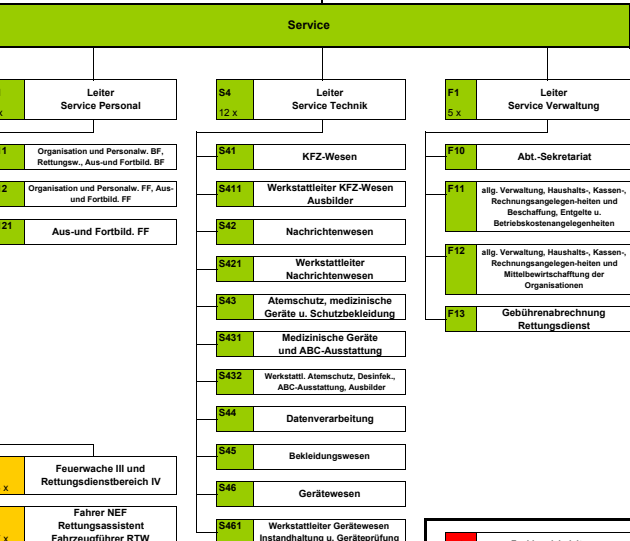 Service
Leiter
Service Personal
x
11
Organisation und Personalw. BF,
Rettungsw., Aus-und Fortbild. BF
12
Organisation und Personalw. FF, Aus-
und Fortbild. FF
121
Aus-und Fortbild. FF
x
Feuerwache III und
Rettungsdienstbereich IV
x
Fahrer NEF
Rettungsassistent
Fahrzeugführer RTW
S4
12 x
Leiter
Service Technik
S41
KFZ-Wesen
S411
Werkstattleiter KFZ-Wesen
Ausbilder
S42
Nachrichtenwesen
S421
Werkstattleiter
Nachrichtenwesen
S43
Atemschutz, medizinische
Geräte u. Schutzbekleidung
S431
Medizinische Geräte
und ABC-Ausstattung
S432
Werkstattl. Atemschutz, Desinfek.,
ABC-Ausstattung, Ausbilder
S44
Datenverarbeitung
S45
Bekleidungswesen
S46
Gerätewesen
S461
Werkstattleiter Gerätewesen
Instandhaltung u. Geräteprüfung
F1
5 x
Leiter
Service Verwaltung
F10
Abt.-Sekretariat
F11
allg. Verwaltung, Haushalts-, Kassen-,
Rechnungsangelegen-heiten und
Beschaffung, Entgelte u.
Betriebskostenangelegenheiten
F12
allg. Verwaltung, Haushalts-, Kassen-,
Rechnungsangelegen-heiten und
Mittelbewirtschafftung der
Organisationen
F13
Gebührenabrechnung
Rettungsdienst